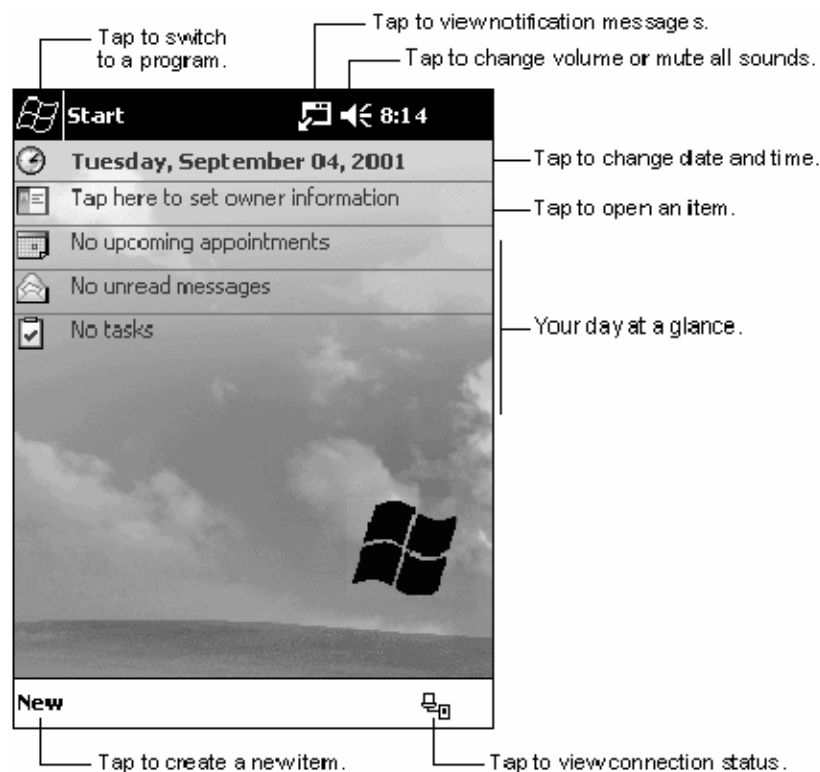 Tap to view notification messages.
Tap to switch
to a program.
Tap to change volume or mute all sounds.
Start 8:14
Tuesday, September 04, 2001
Tap to change date and time.
Tap here to set owner information
Tap to open an item.
No upcoming appointments
No unread messages
No tasks
Your day at a glance.
New
Tap to create a new item.
Tap to view connection status.